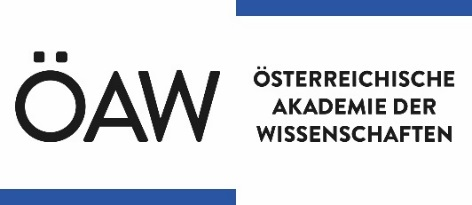 ÖAW
ÖSTERREICHISCHE
AKADEMIE DER
WISSENSCHAFTEN